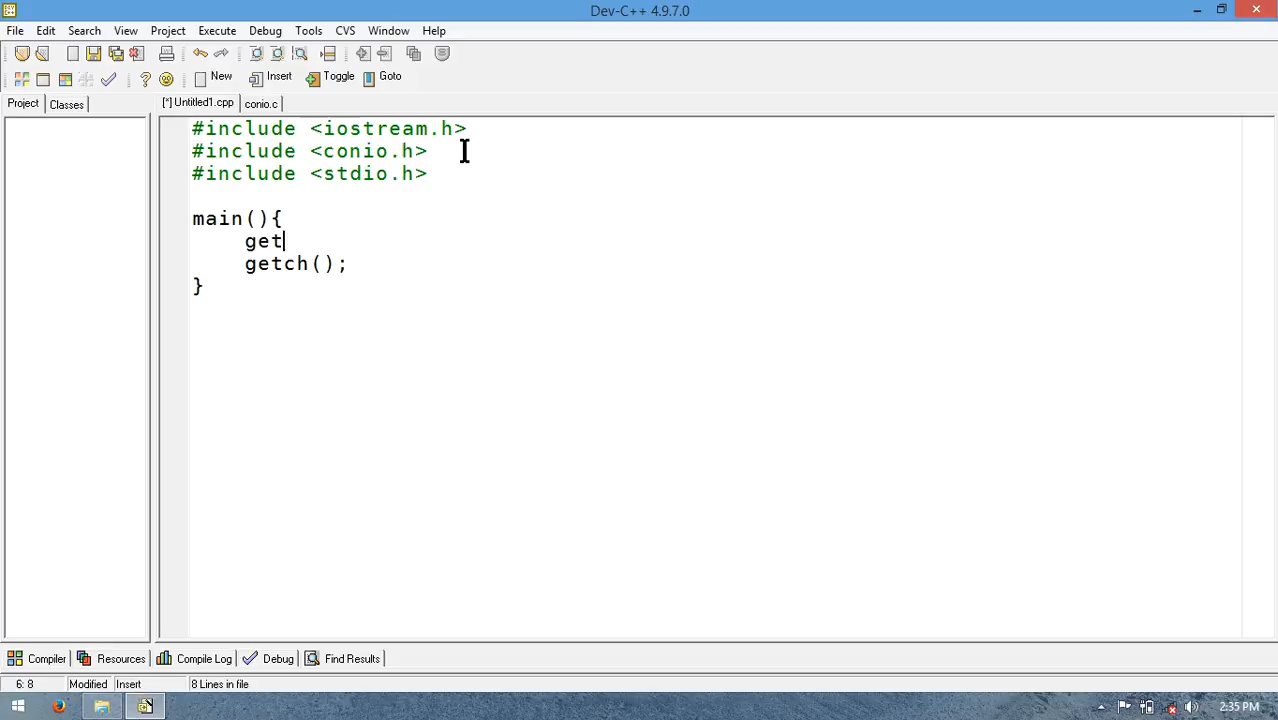 Dev-C++ 4.9.7.0
File Edit Search View Project Execute Debug Tools CVS Window Help
New Insert Toggle Goto
Project Classes [*] Untitled1.cpp conio.c
#include <iostream.h>
#include <conio.h>
#include <stdio.h>
main(){
get
getch();
}
Compiler Resources Compile Log Debug Find Results
6: 8 Modified Insert 8 Lines in file
2:35 PM